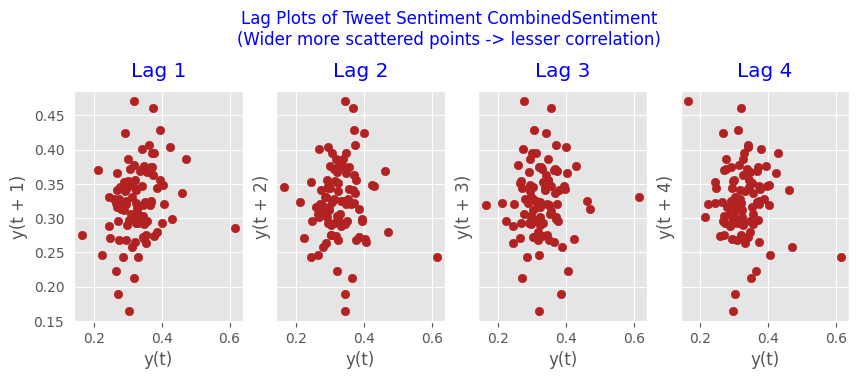 Lag Plots of Tweet Sentiment CombinedSentiment
(Wider more scattered points -> lesser correlation)
Lag 1
Lag 2
Lag 3
Lag 4
0.45
0.40
0.35
0.30
0.25
0.20
0.15
y(t + 1)
y(t + 2)
y(t + 3)
y(t + 4)
0.2 0.4 0.6
0.2 0.4 0.6
0.2 0.4 0.6
0.2 0.4 0.6
y(t)
y(t)
y(t)
y(t)